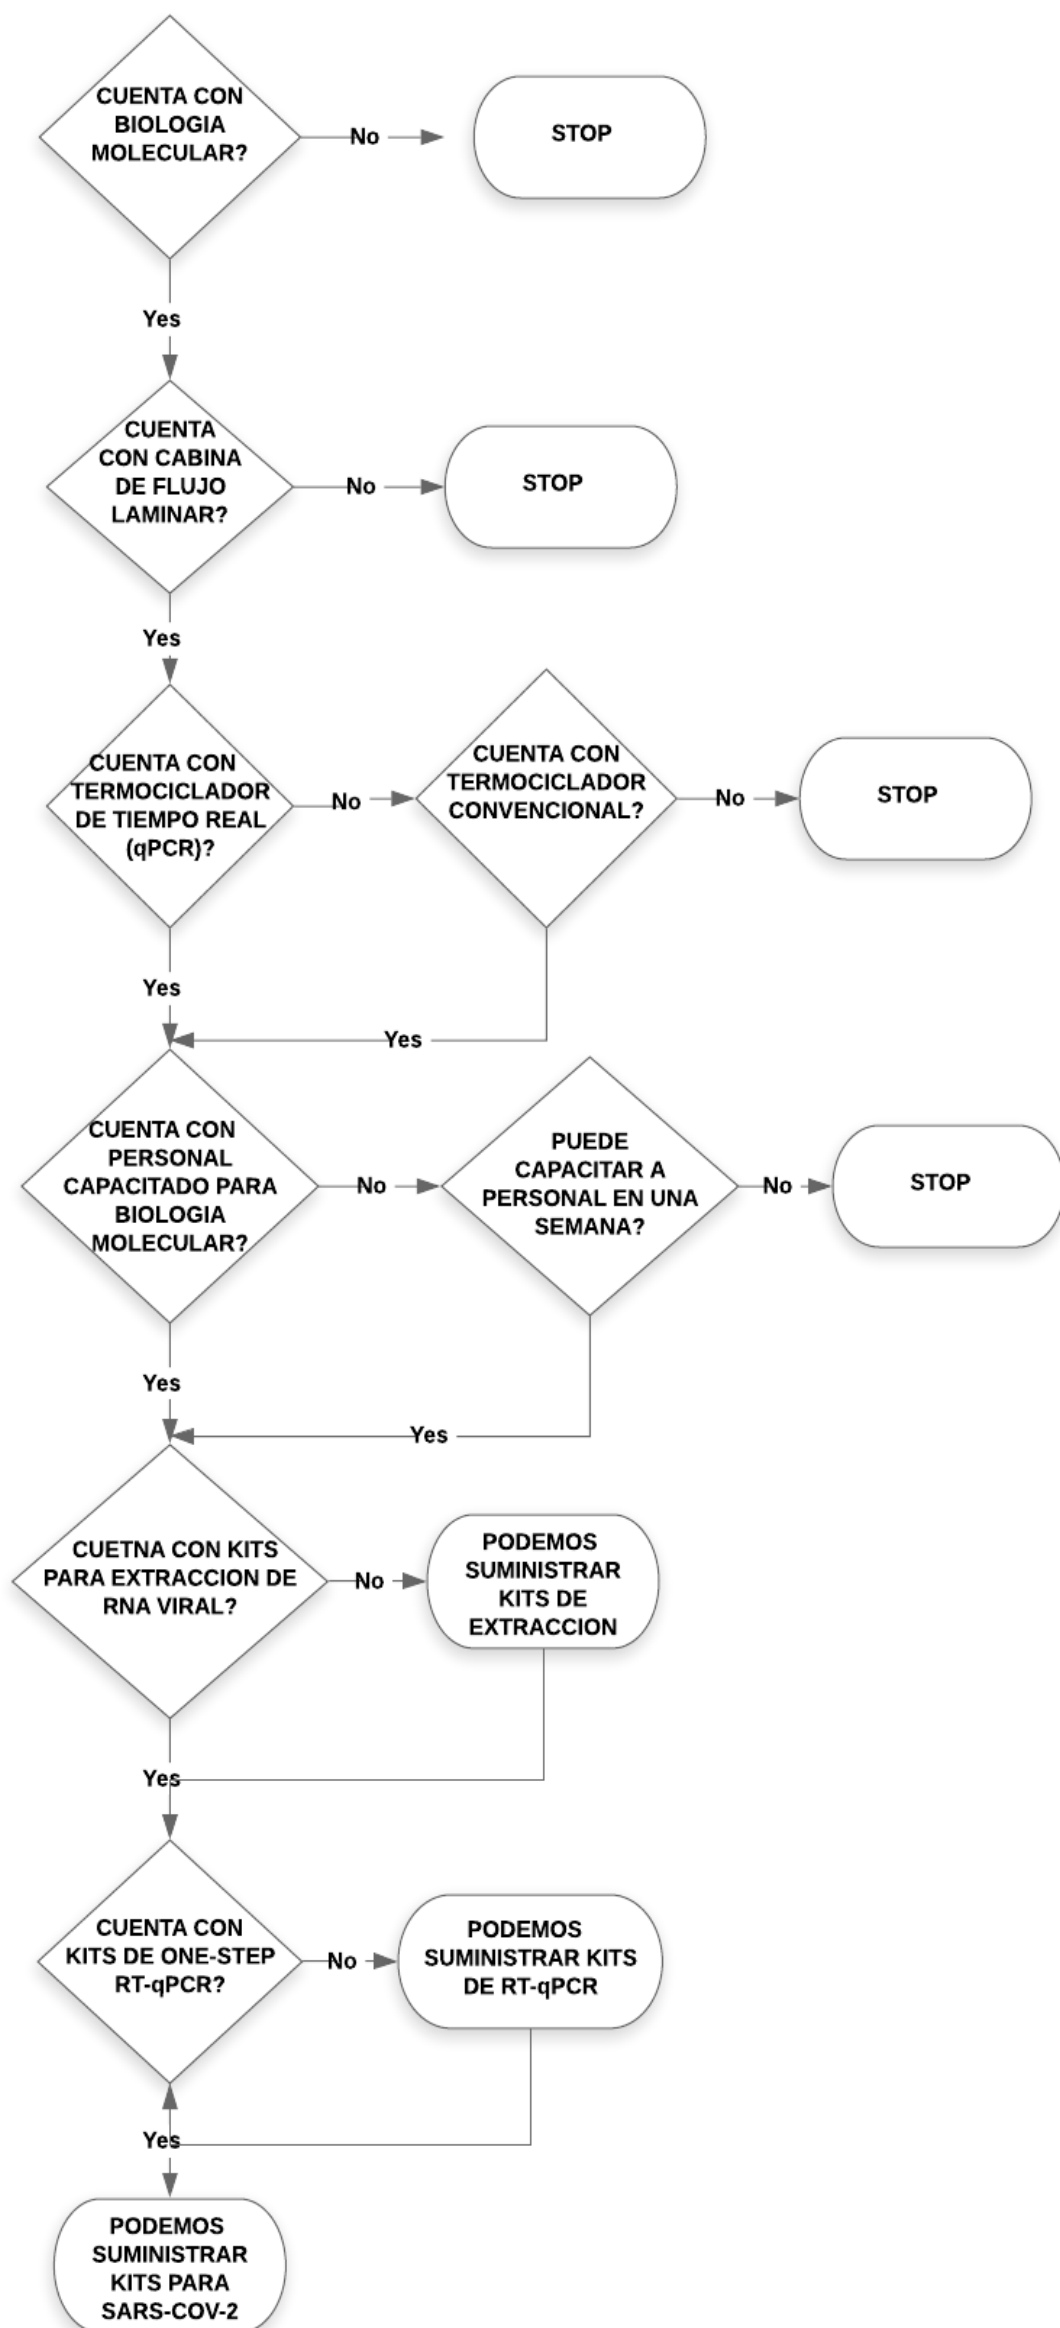 CUENTA CON
BIOLOGIA
MOLECULAR?
No
STOP
Yes
CUENTA
CON CABINA
DE FLUJO
LAMINAR?
No
STOP
Yes
CUENTA CON
TERMOCICLADOR
DE TIEMPO REAL
(qPCR)?
No
CUENTA CON
TERMOCICLADOR
CONVENCIONAL?
No
STOP
Yes
Yes
CUENTA CON
PERSONAL
CAPACITADO PARA
BIOLOGIA
MOLECULAR?
No
PUEDE
CAPACITAR A
PERSONAL EN UNA
SEMANA?
No
STOP
Yes
Yes
CUETNA CON KITS
PARA EXTRACCION DE
RNA VIRAL?
No
PODEMOS
SUMINISTRAR
KITS DE
EXTRACCION
Yes
CUENTA CON
KITS DE ONE-STEP
RT-qPCR?
No
PODEMOS
SUMINISTRAR KITS
DE RT-qPCR
Yes
PODEMOS
SUMINISTRAR
KITS PARA
SARS-COV-2